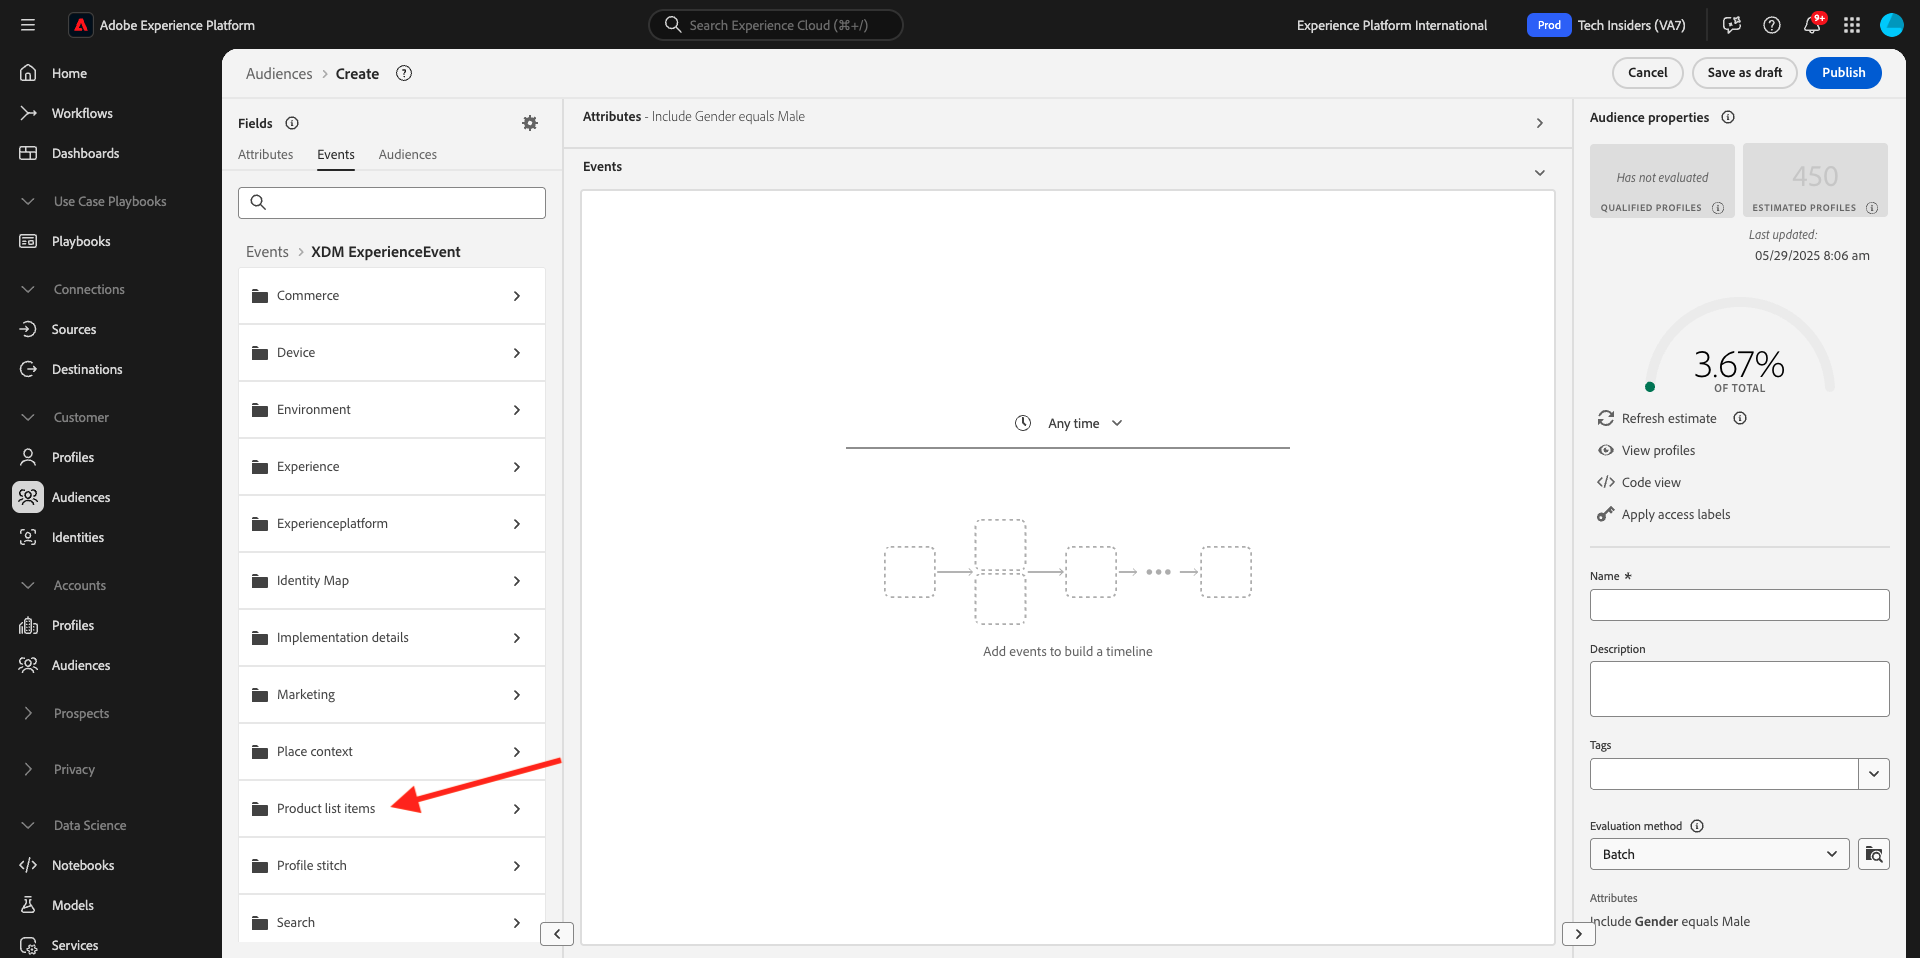 Adobe Experience Platform
Search Experience Cloud (⌘+/)
Experience Platform International
Prod
Tech Insiders (VA7)
9+
Home
Workflows
Dashboards
Use Case Playbooks
Playbooks
Connections
Sources
Destinations
Customer
Profiles
Audiences
Identities
Accounts
Profiles
Audiences
Prospects
Privacy
Data Science
Notebooks
Models
Services
Audiences > Create
Cancel
Save as draft
Publish
Fields
Attributes
Events
Audiences
Events > XDM ExperienceEvent
Commerce
Device
Environment
Experience
Experienceplatform
Identity Map
Implementation details
Marketing
Place context
Product list items
Profile stitch
Search
Attributes - Include Gender equals Male
Events
Any time
Add events to build a timeline
Audience properties
Has not evaluated
QUALIFIED PROFILES
450
ESTIMATED PROFILES
Last updated:
05/29/2025 8:06 am
3.67%
OF TOTAL
Refresh estimate
View profiles
Code view
Apply access labels
Name *
Description
Tags
Evaluation method
Batch
Attributes
Include Gender equals Male